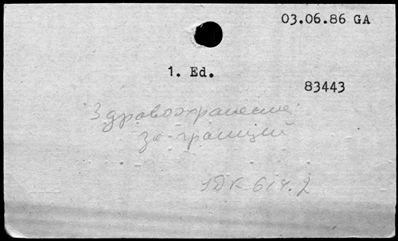 03.06.86 GA
1. Ed.
83443
Здравоохранение
за-границей
УДК 614.2